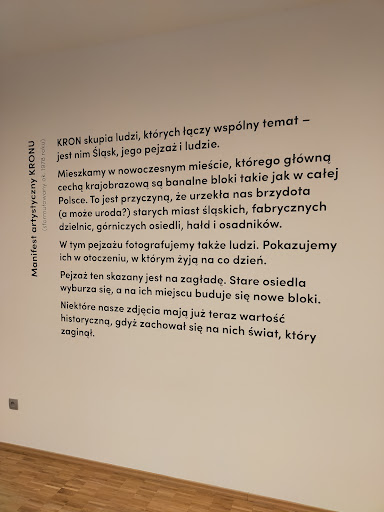 Manifest artystyczny KRONU
(sformułowany ok. 1978 roku)
KRON skupia ludzi, których łączy wspólny temat –
jest nim Śląsk, jego pejzaż i ludzie.
Mieszkamy w nowoczesnym mieście, którego główną
cechą krajobrazową są banalne bloki takie jak w całej
Polsce. To jest przyczyną, że urzekła nas brzydota
(a może uroda?) starych miast śląskich, fabrycznych
dzielnic, górniczych osiedli, hałd i osadników.
W tym pejzażu fotografujemy także ludzi. Pokazujemy
ich w otoczeniu, w którym żyją na co dzień.
Pejzaż ten skazany jest na zagładę. Stare osiedla
wyburza się, a na ich miejscu buduje się nowe bloki.
Niektóre nasze zdjęcia mają już teraz wartość
historyczną, gdyż zachował się na nich świat, który
zaginął.